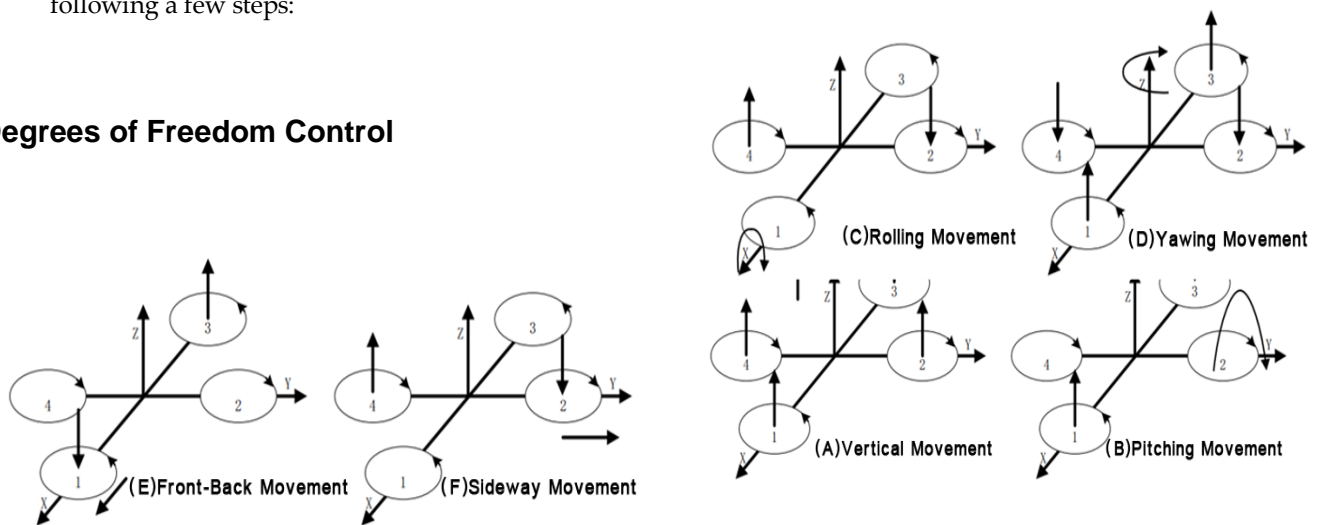 following a few steps:
egrees of Freedom Control
Z
3
4
2
Y
1
X
(C)Rolling Movement
Z
3
4
2
Y
1
X
(D)Yawing Movement
Z
3
4
2
Y
1
X
(E)Front-Back Movement
Z
3
4
2
Y
1
X
(F)Sideway Movement
Z
3
4
2
Y
1
X
(A)Vertical Movement
Z
3
4
2
Y
1
X
(B)Pitching Movement